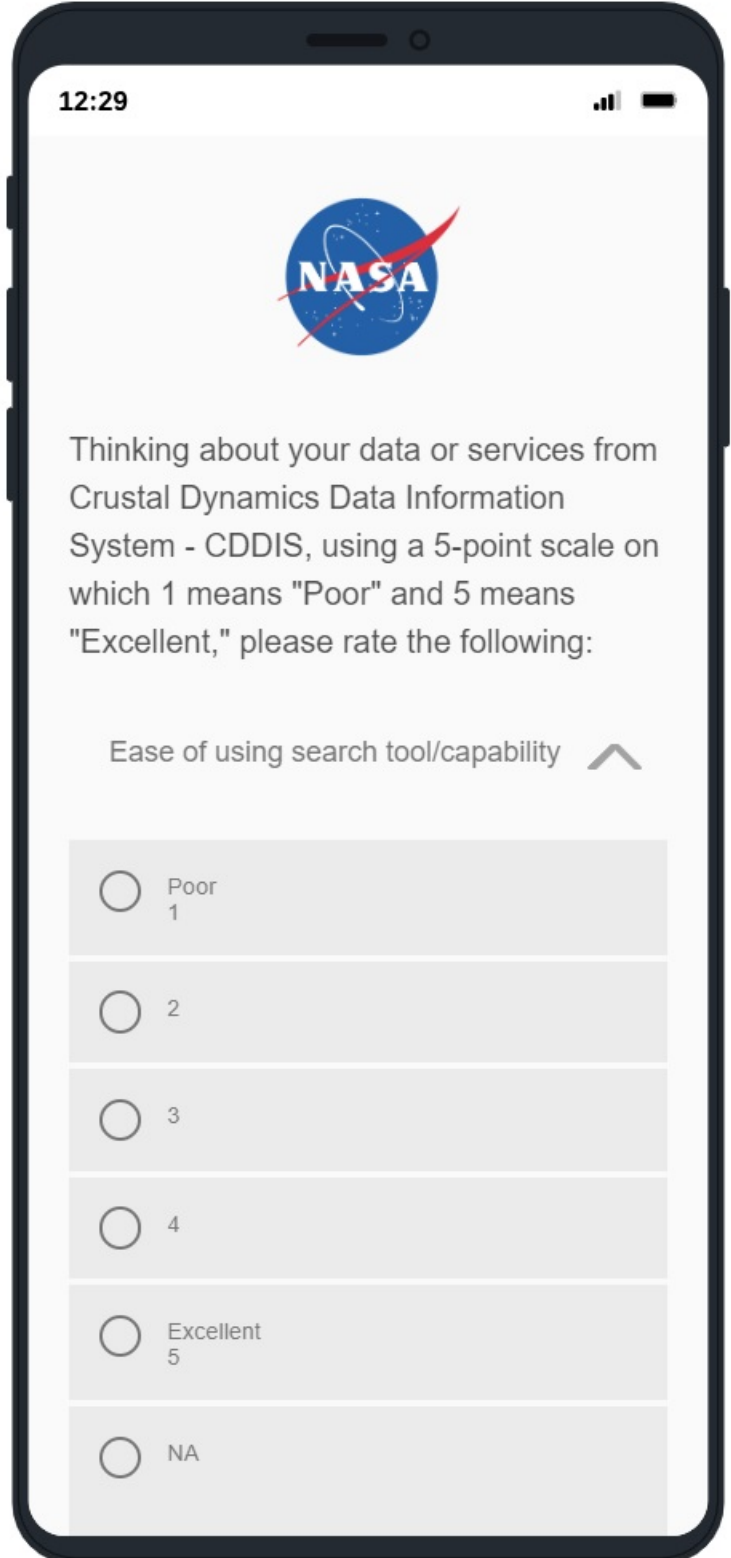 12:29
NASA
Thinking about your data or services from
Crustal Dynamics Data Information
System - CDDIS, using a 5-point scale on
which 1 means "Poor" and 5 means
"Excellent," please rate the following:
Ease of using search tool/capability
Poor
1
2
3
4
Excellent
5
NA